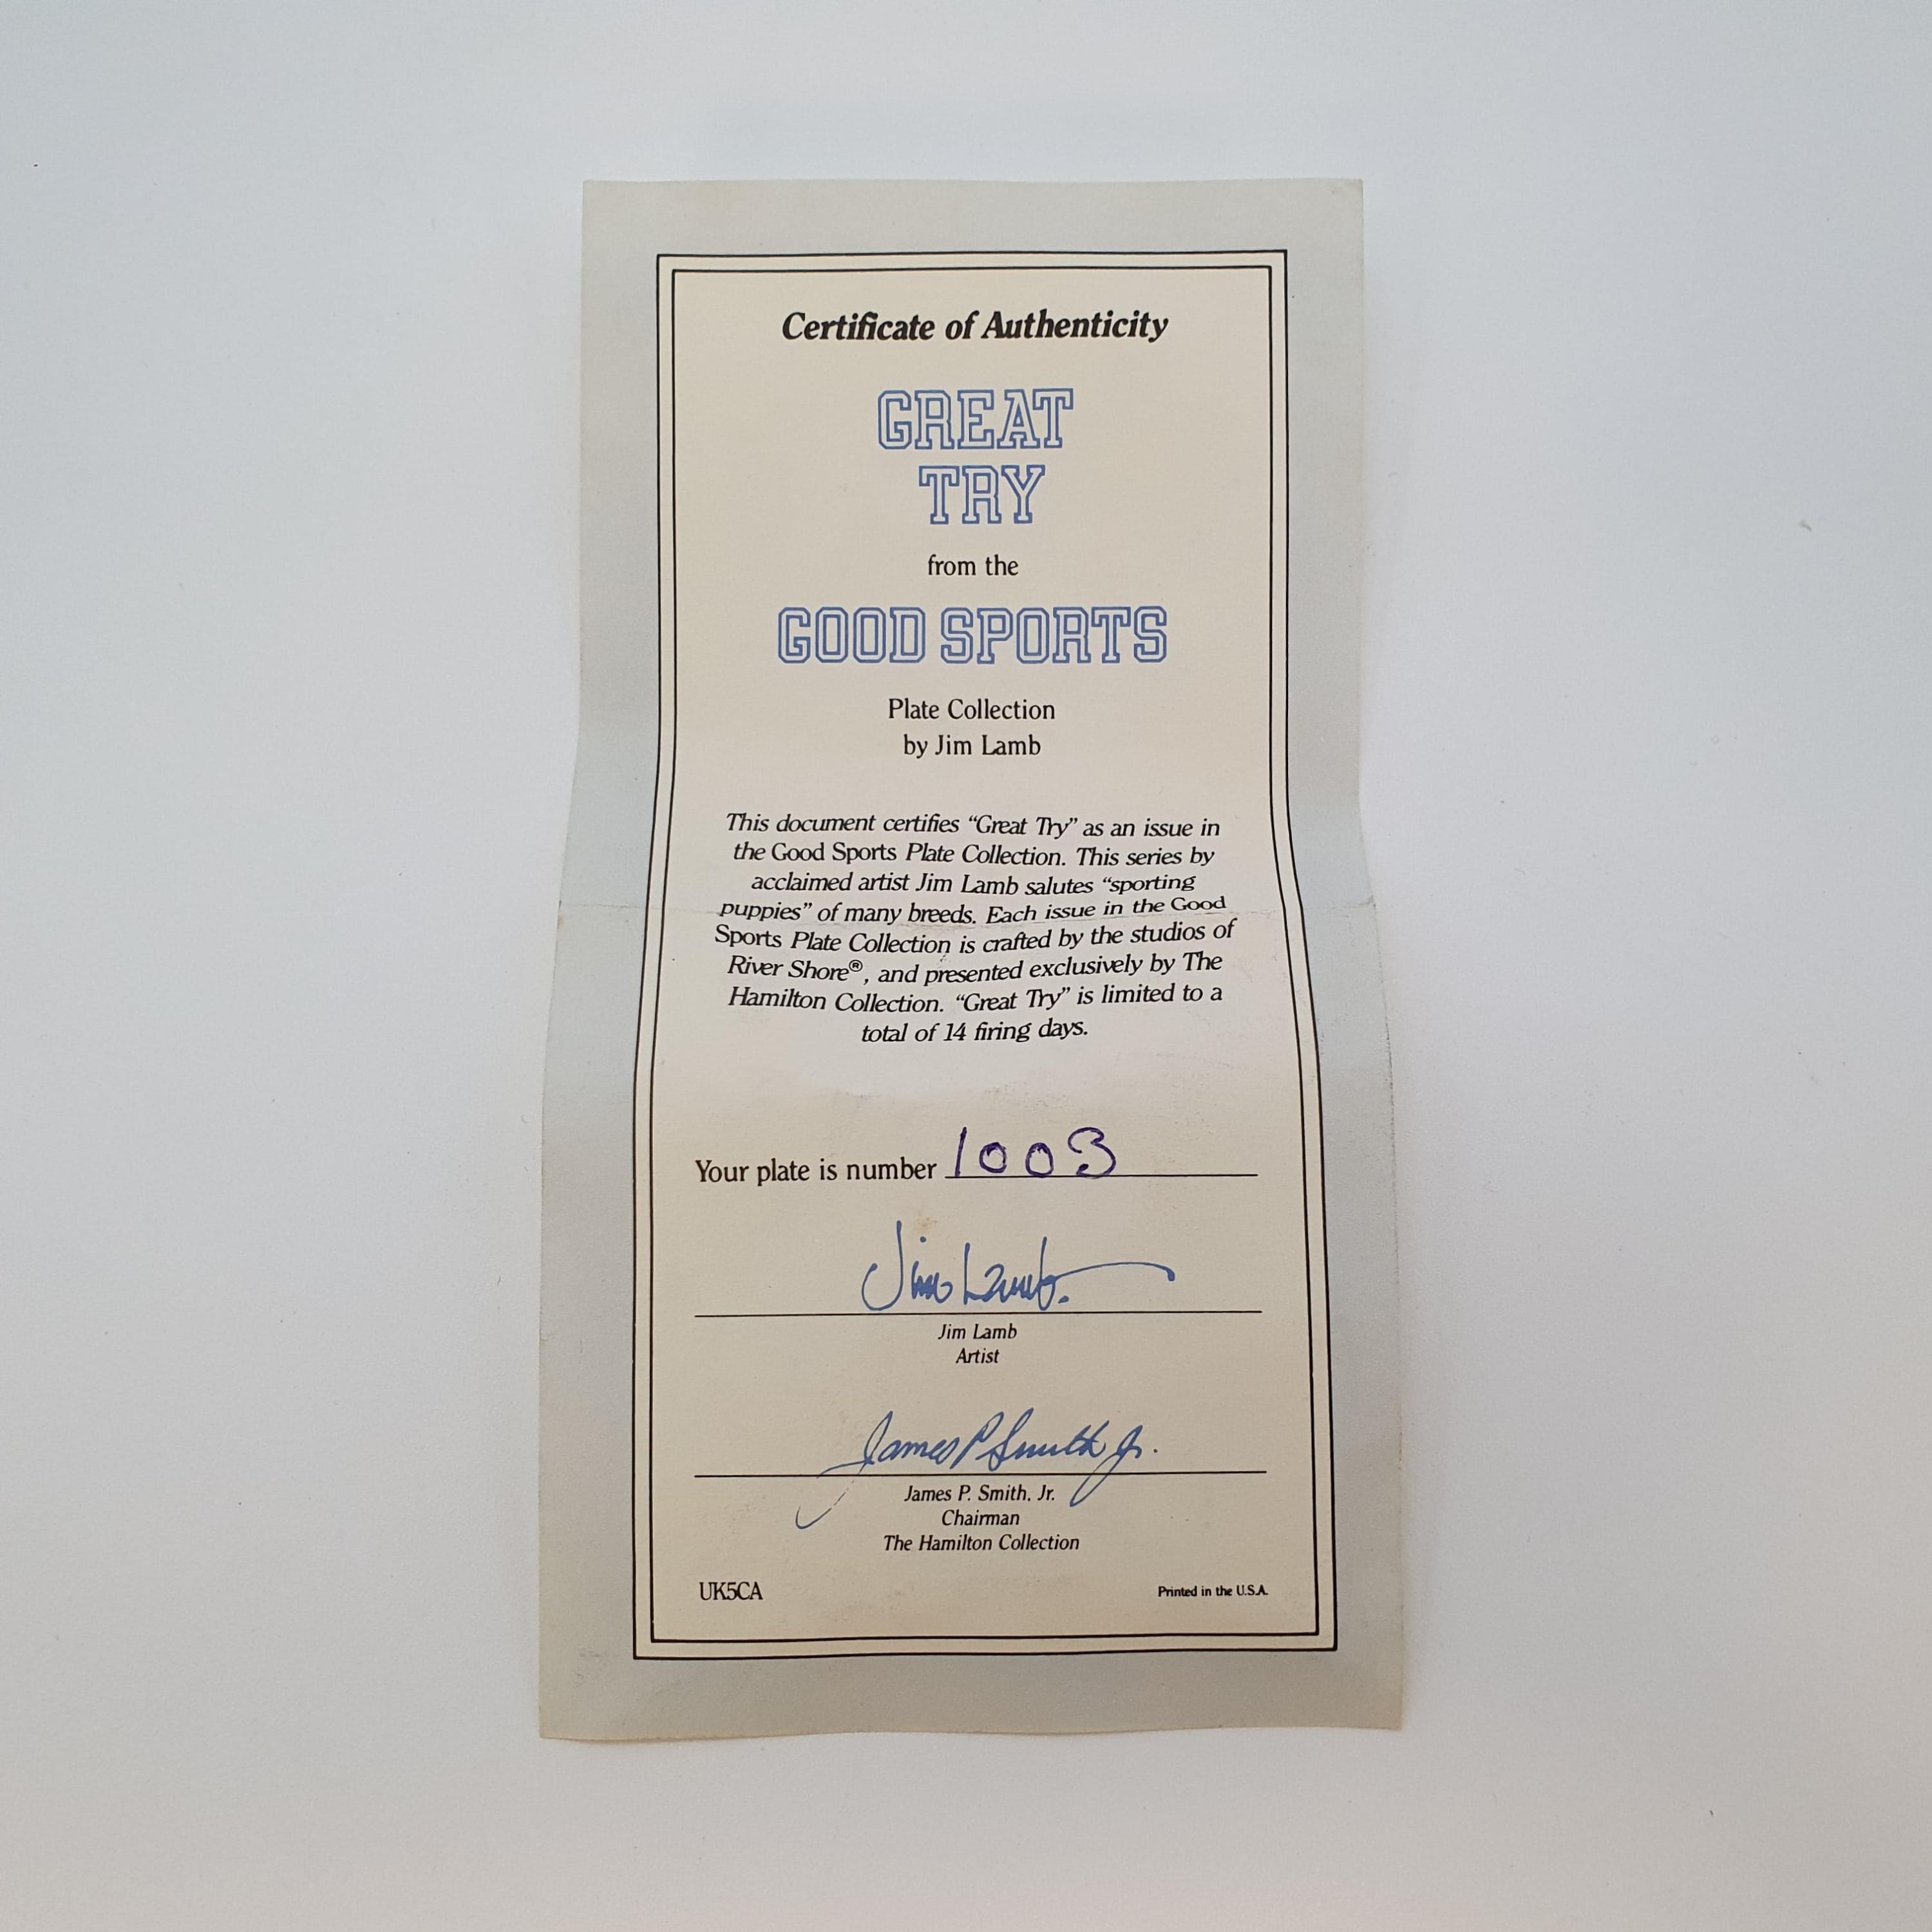 Certificate of Authenticity
GREAT
TRY
from the
GOOD SPORTS
Plate Collection
by Jim Lamb
This document certifies “Great Try” as an issue in
the Good Sports Plate Collection. This series by
acclaimed artist Jim Lamb salutes “sporting
puppies” of many breeds. Each issue in the Good
Sports Plate Collection is crafted by the studios of
River Shore®, and presented exclusively by The
Hamilton Collection. “Great Try” is limited to a
total of 14 firing days.
Your plate is number 1003
Jim Lamb
Jim Lamb
Artist
James P Smith Jr.
James P. Smith, Jr.
Chairman
The Hamilton Collection
UK5CA
Printed in the U.S.A.